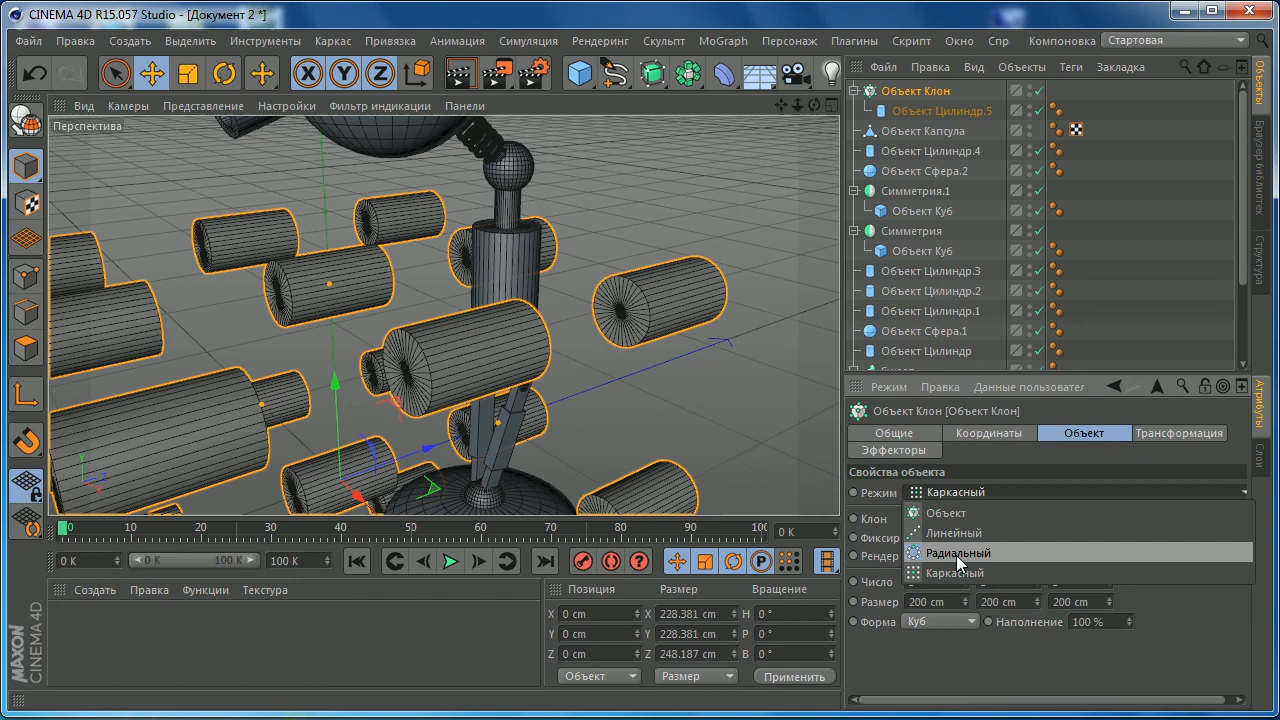 CINEMA 4D R15.057 Studio - [Документ 2 *]
Файл Правка Создать Выделить Инструменты Каркас Привязка Анимация Симуляция Рендеринг Скульпт MoGraph Персонаж Плагины Скрипт Окно Спр Компоновка Стартовая
X Y Z
Файл Правка Вид Объекты Теги Закладка
Вид Камеры Представление Настройки Фильтр индикации Панели
Перспектива
Объект Клон
Объект Цилиндр.5
Объект Капсула
Объект Цилиндр.4
Объект Сфера.2
Симметрия.1
Объект Куб
Симметрия
Объект Куб
Объект Цилиндр.3
Объект Цилиндр.2
Объект Цилиндр.1
Объект Сфера.1
Объект Цилиндр
Объекты
Браузер библиотек
Структура
Режим Правка Данные пользовател
Атрибуты
Слои
Объект Клон [Объект Клон]
Общие Координаты Объект Трансформация
Эффекторы
Свойства объекта
Режим Каркасный
Объект
Клон
Линейный
Фиксир
Радиальный
Рендер
Каркасный
Число
Размер 200 cm 200 cm 200 cm
Форма Куб Наполнение 100 %
0 10 20 30 40 50 60 70 80 90 100 0 K
0 K 0 K 100 K 100 K
P
Создать Правка Функции Текстура
Позиция Размер Вращение
X 0 cm X 228.381 cm H 0 °
Y 0 cm Y 228.381 cm P 0 °
Z 0 cm Z 248.187 cm B 0 °
Объект Размер Применить
MAXON
CINEMA 4D